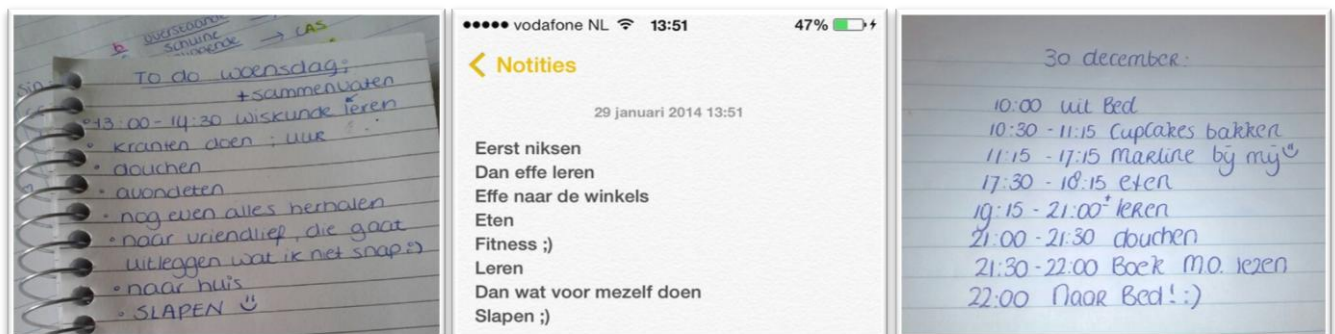 b overstaande
schuine → CAS
To do woensdag:
+sammenvaten
13:00 - 14:30 wiskunde leren
• kranten doen : uur
• douchen
• avondeten
• nog even alles herhalen
• naar vriendlief, die gaat
uitleggen wat ik net snap :)
• naar huis
• SLAPEN
vodafone NL 13:51 47%
Notities
29 januari 2014 13:51
Eerst niksen
Dan effe leren
Effe naar de winkels
Eten
Fitness ;)
Leren
Dan wat voor mezelf doen
Slapen ;)
30 december:
10:00 uit Bed
10:30 - 11:15 Cupcakes bakken
11:15 - 17:15 Marline bij mij
17:30 - 18:15 eten
19:15 - 21:00 leren
21:00 - 21:30 douchen
21:30 - 22:00 Boek M.O. lezen
22:00 Naar Bed! :)